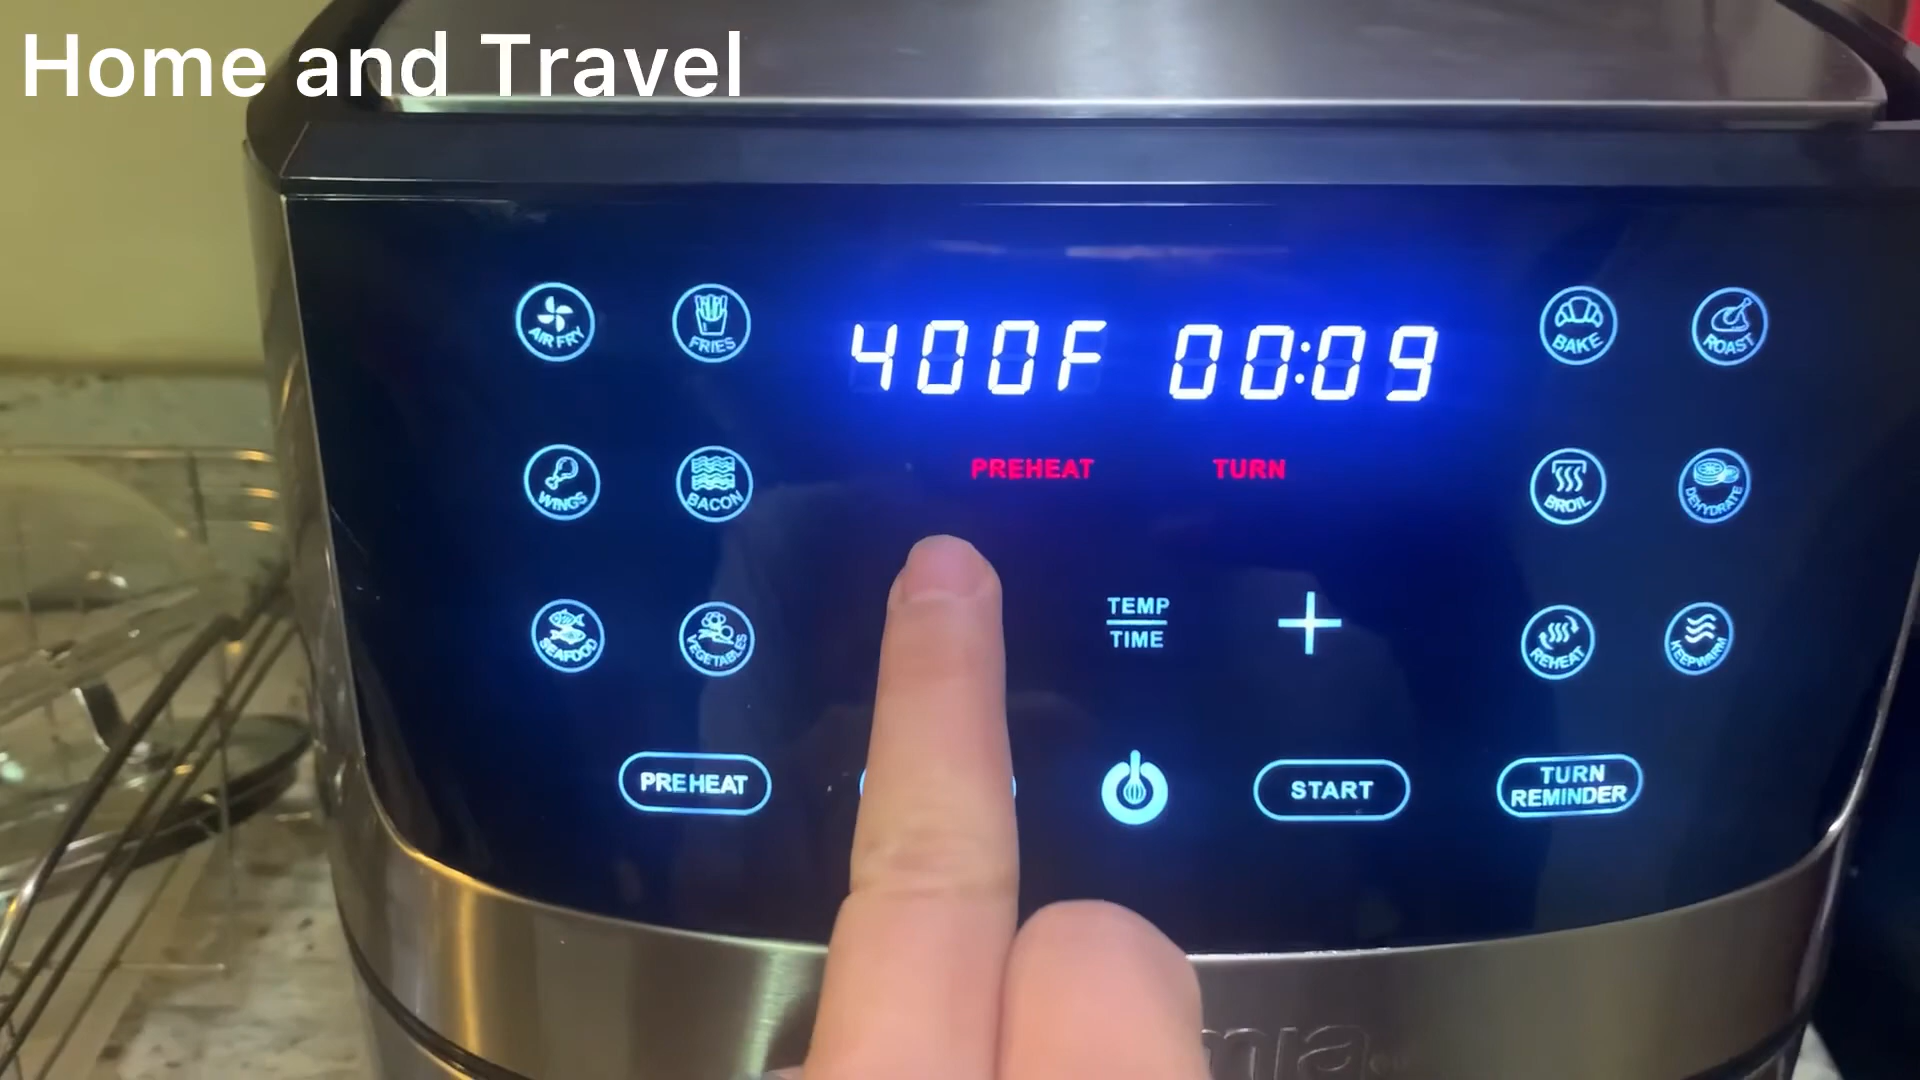 Home and Travel
AIR FRY
FRIES
400F 00:09
BAKE
ROAST
WINGS
BACON
PREHEAT
TURN
BROIL
DEHYDRATE
SEAFOOD
VEGETABLES
TEMP
TIME
+
REHEAT
KEEPWARM
PREHEAT
START
TURN
REMINDER